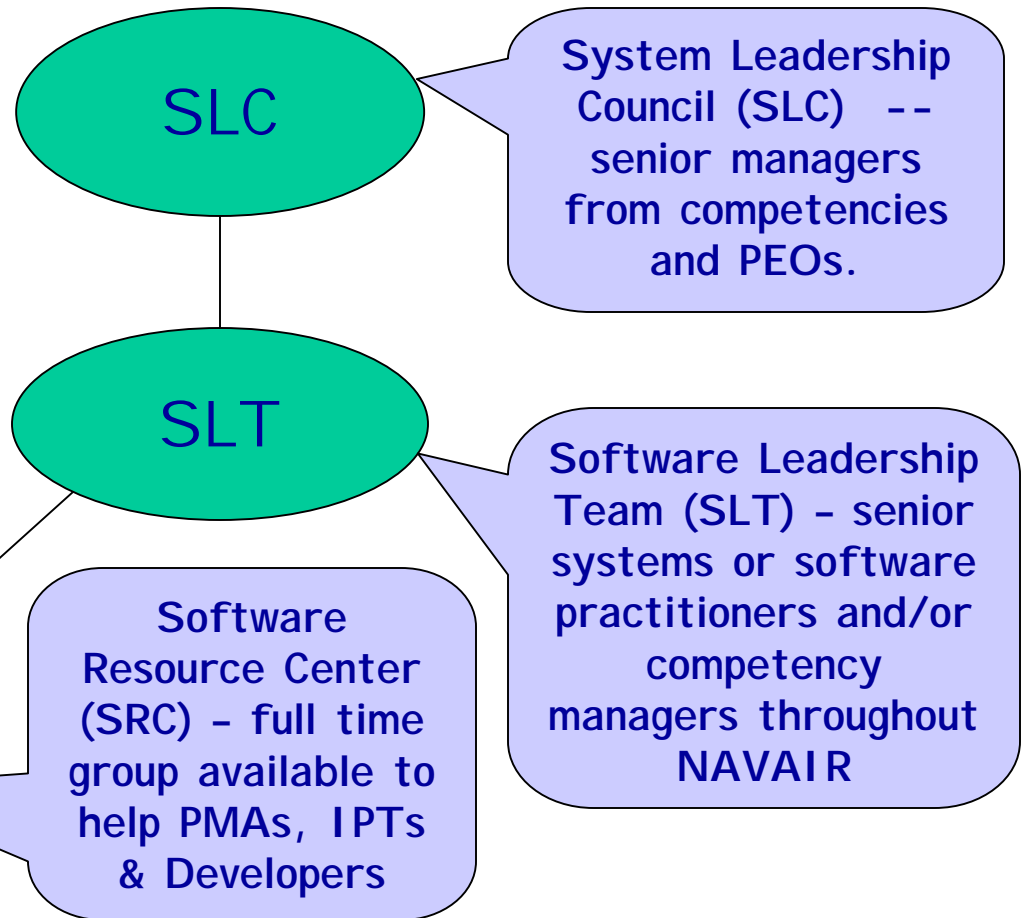 SLC
System Leadership
Council (SLC) --
senior managers
from competencies
and PEOs.
SLT
Software Leadership
Team (SLT) – senior
systems or software
practitioners and/or
competency
managers throughout
NAVAIR
Software
Resource Center
(SRC) – full time
group available to
help PMAs, IPTs
& Developers